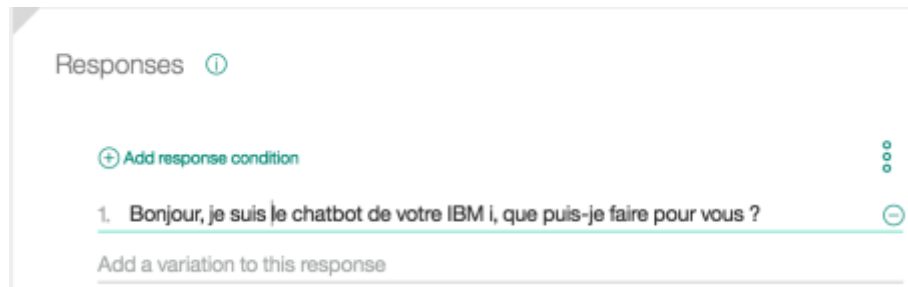 Responses
Add response condition
1. Bonjour, je suis le chatbot de votre IBM i, que puis-je faire pour vous ?
Add a variation to this response